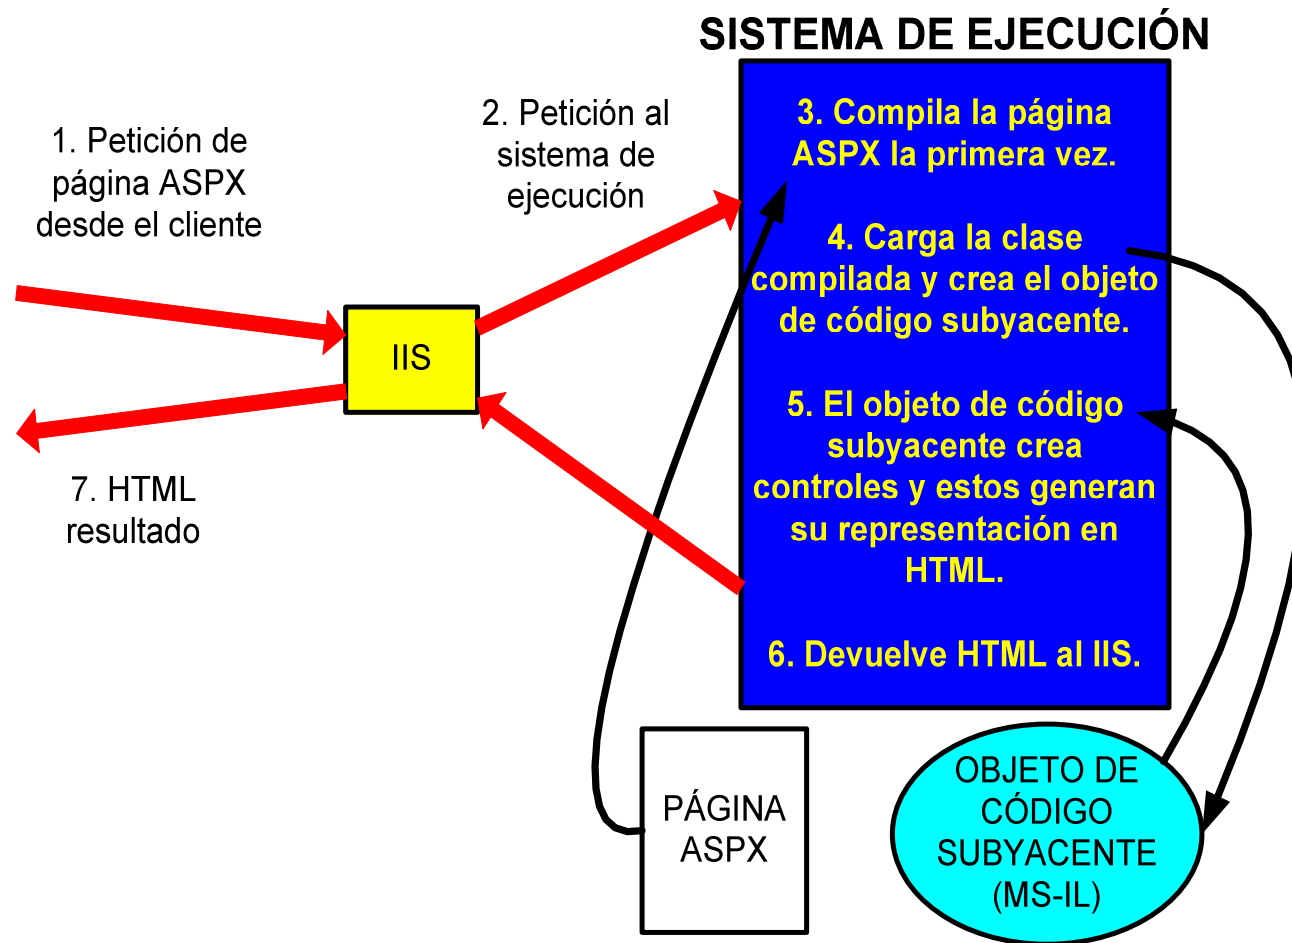 SISTEMA DE EJECUCIÓN
1. Petición de
página ASPX
desde el cliente
2. Petición al
sistema de
ejecución
3. Compila la página
ASPX la primera vez.
4. Carga la clase
compilada y crea el objeto
de código subyacente.
IIS
5. El objeto de código
subyacente crea
controles y estos generan
su representación en
HTML.
7. HTML
resultado
6. Devuelve HTML al IIS.
PÁGINA
ASPX
OBJETO DE
CÓDIGO
SUBYACENTE
(MS-IL)